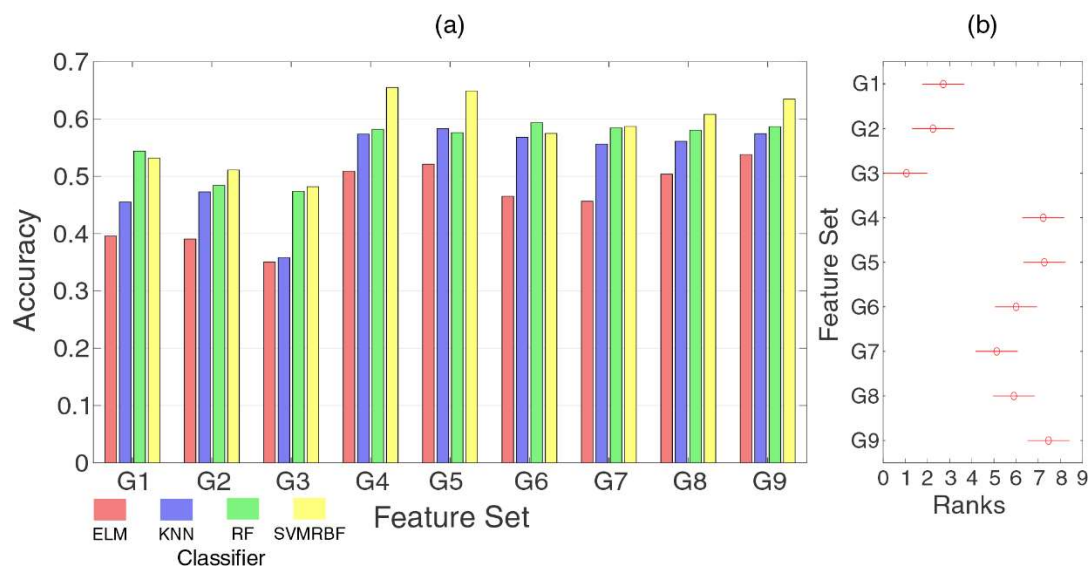 (a)
Accuracy
0.7
0.6
0.5
0.4
0.3
0.2
0.1
0
G1 G2 G3 G4 G5 G6 G7 G8 G9
Feature Set
ELM KNN RF SVMRBF
Classifier
(b)
Feature Set
G1
G2
G3
G4
G5
G6
G7
G8
G9
0 1 2 3 4 5 6 7 8 9
Ranks